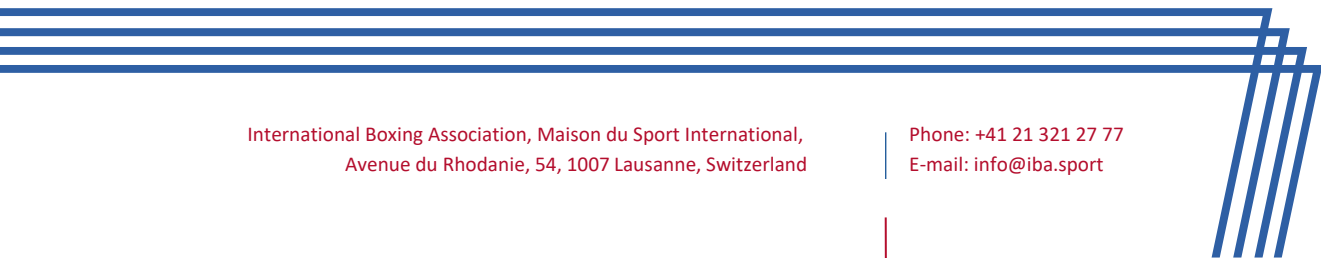 International Boxing Association, Maison du Sport International,
Avenue du Rhodanie, 54, 1007 Lausanne, Switzerland
Phone: +41 21 321 27 77
E-mail: info@iba.sport